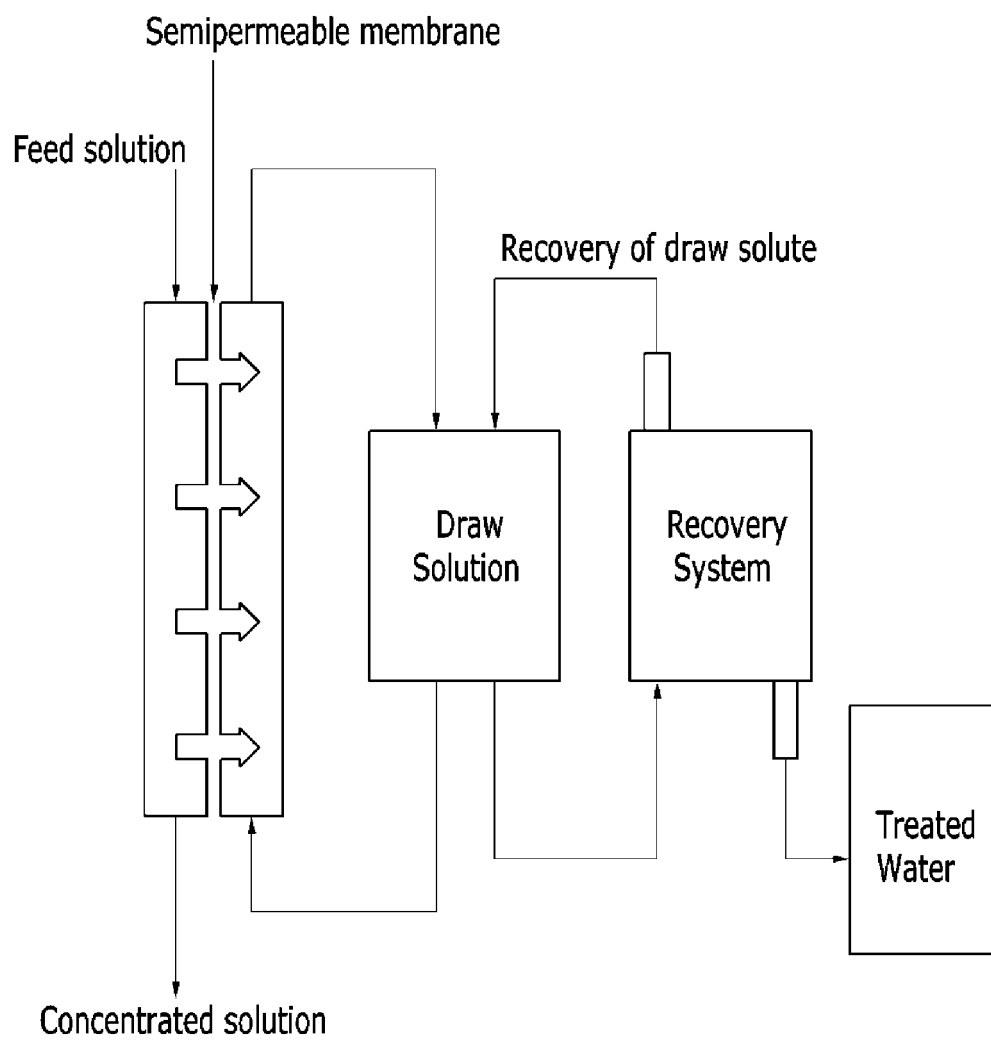 Semipermeable membrane
Feed solution
Recovery of draw solute
Draw
Solution
Recovery
System
Treated
Water
Concentrated solution